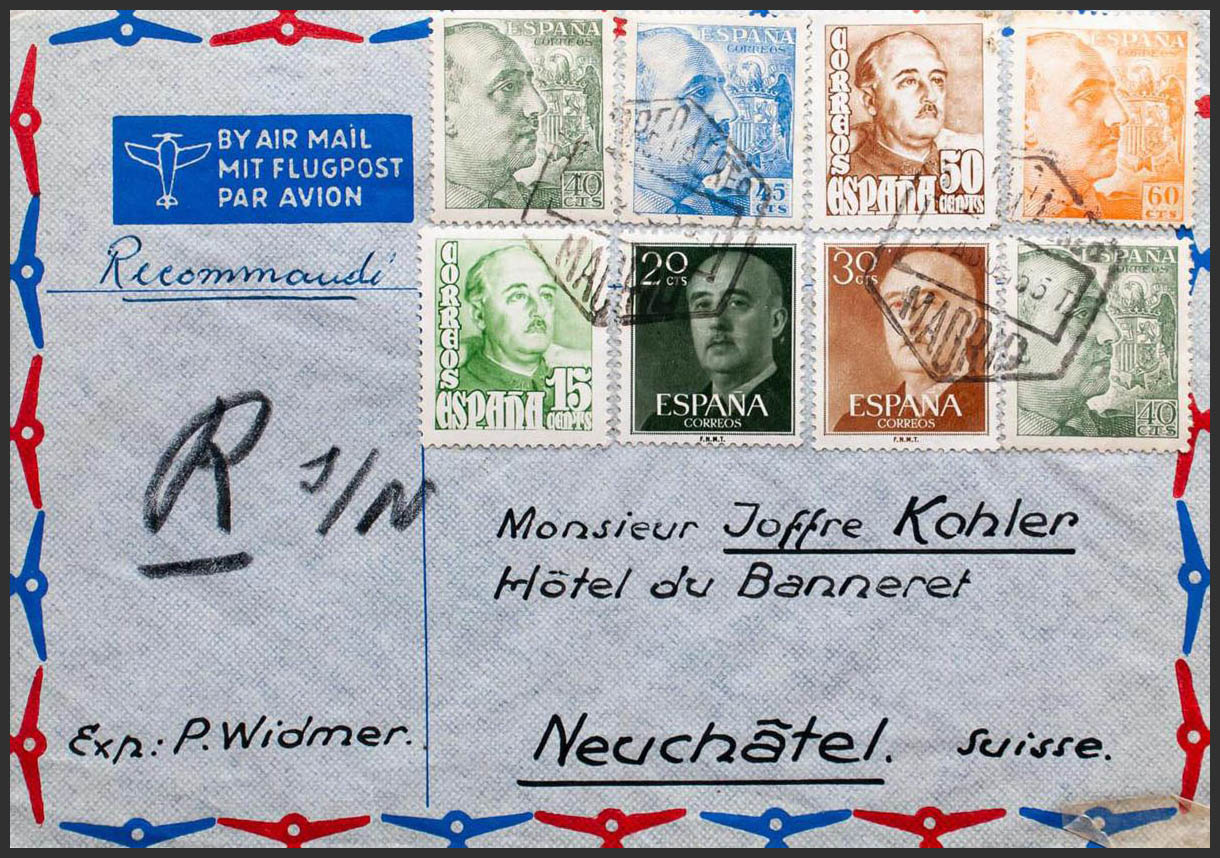 ESPAÑA
CORREOS
40
CTS
ESPAÑA
CORREOS
45
CTS
CORREOS
50
ESPAÑA CENTS
ESPAÑA
CORREOS
60
CTS
BY AIR MAIL
MIT FLUGPOST
PAR AVION
Recommandé
CORREOS
15
ESPAÑA CENTS
20
CTS
ESPAÑA
CORREOS
F.N.M.T.
30
CTS
ESPAÑA
CORREOS
F.N.M.T.
ESPAÑA
CORREOS
40
CTS
MADRID
MADRID
R S/N
Monsieur Joffre Kohler
Hôtel du Banneret
Exp: P. Widmer.
Neuchâtel. Suisse.